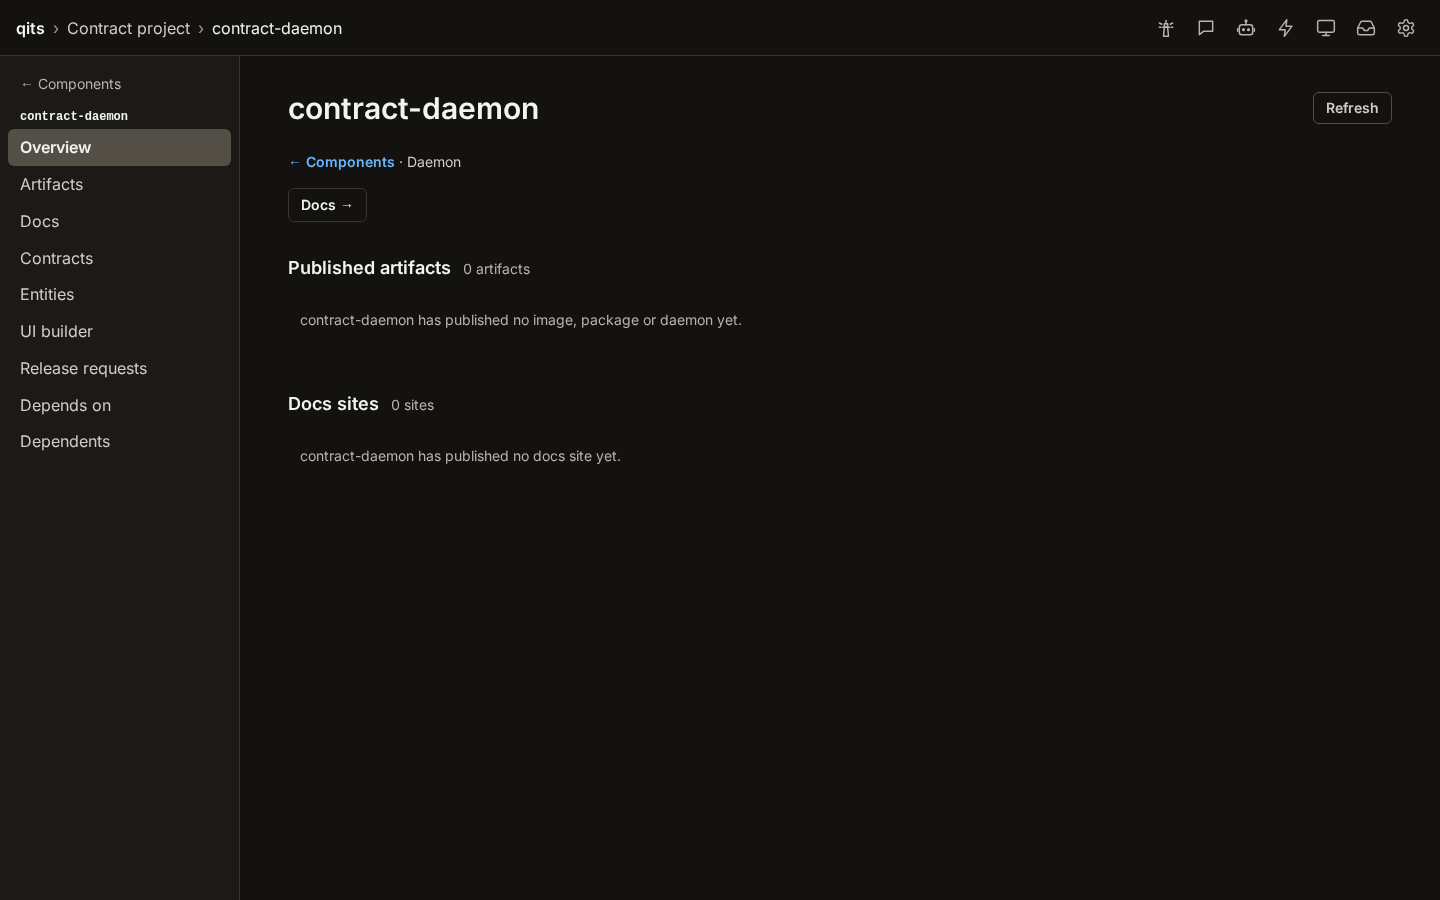 qits › Contract project › contract-daemon
← Components
contract-daemon
Overview
Artifacts
Docs
Contracts
Entities
UI builder
Release requests
Depends on
Dependents
contract-daemon
Refresh
← Components · Daemon
Docs →
Published artifacts 0 artifacts
contract-daemon has published no image, package or daemon yet.
Docs sites 0 sites
contract-daemon has published no docs site yet.